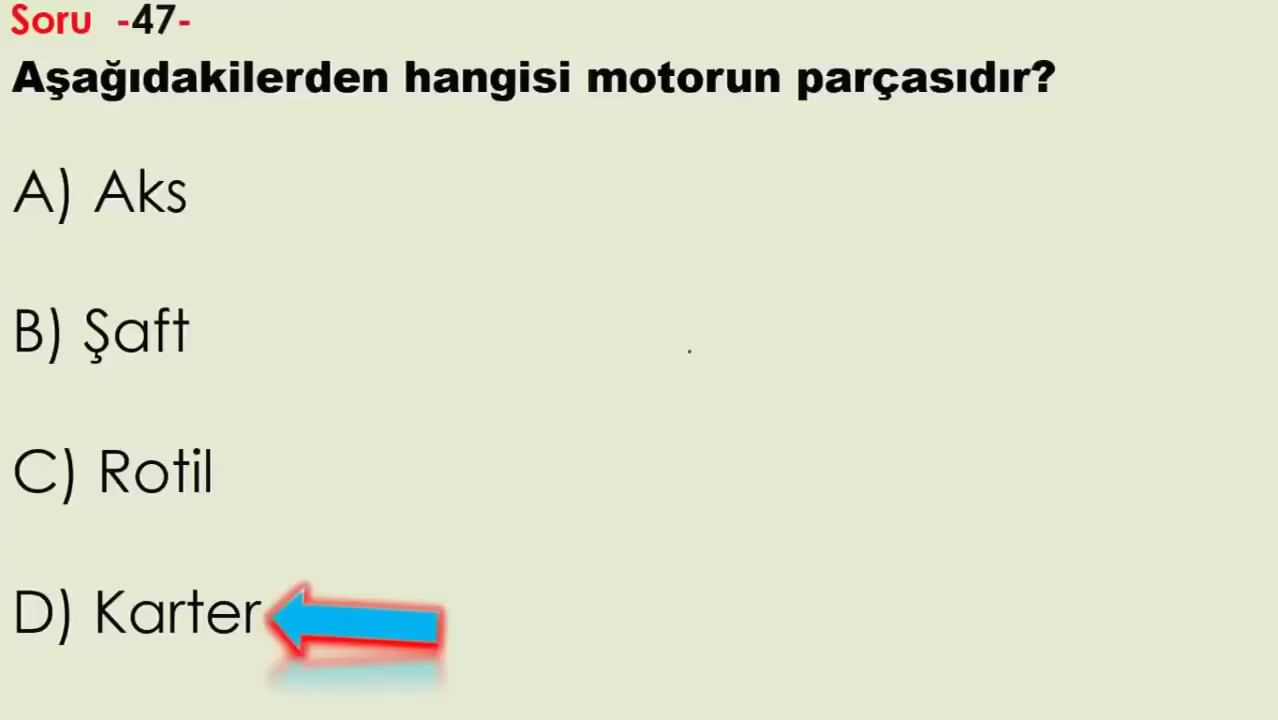 Soru -47-
Aşağıdakilerden hangisi motorun parçasıdır?
A) Aks
B) Şaft
C) Rotil
D) Karter